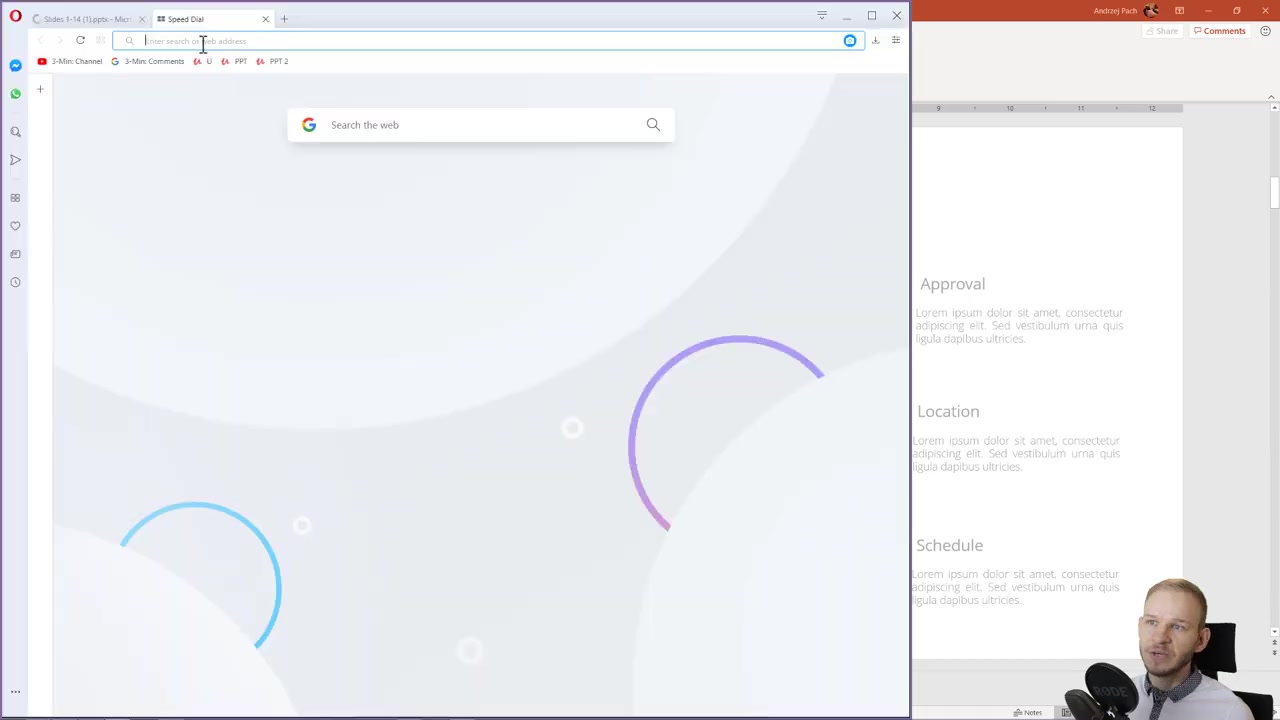 Slides 1-14 (1).pptx - Micr
Speed Dial
Andrzej Pach
Enter search or web address
Share
Comments
3-Min: Channel
3-Min: Comments
U
PPT
PPT 2
9
10
11
12
Search the web
Approval
Lorem ipsum dolor sit amet, consectetur
adipiscing elit. Sed vestibulum urna quis
ligula dapibus ultricies.
Location
Lorem ipsum dolor sit amet, consectetur
adipiscing elit. Sed vestibulum urna quis
ligula dapibus ultricies.
Schedule
Lorem ipsum dolor sit amet, consectetur
adipiscing elit. Sed vestibulum urna quis
ligula dapibus ultricies.
RODE
Notes